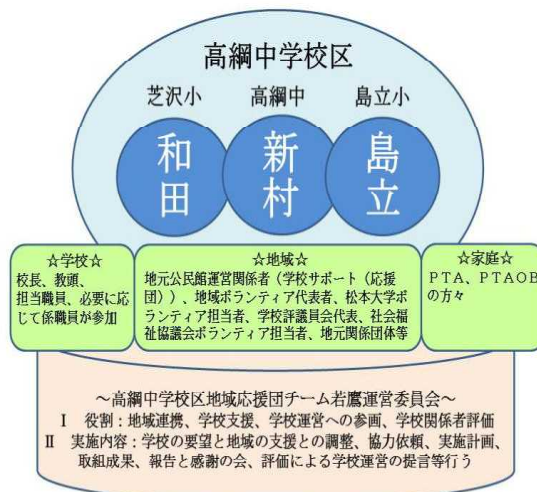 高綱中学校区
芝沢小 高綱中 島立小
和田 新村 島立
☆学校☆
校長、教頭、
担当職員、必要に応
じて係職員が参加
☆地域☆
地元公民館運営関係者（学校サポート（応援
団））、地域ボランティア代表者、松本大学ボ
ランティア担当者、学校評議員会代表、社会福
祉協議会ボランティア担当者、地元関係団体等
☆家庭☆
ＰＴＡ、ＰＴＡＯＢ
の方々
～高綱中学校区地域応援団チーム若鷹運営委員会～
Ⅰ 役割：地域連携、学校支援、学校運営への参画、学校関係者評価
Ⅱ 実施内容：学校の要望と地域の支援との調整、協力依頼、実施計画、
取組成果、報告と感謝の会、評価による学校運営の提言等行う